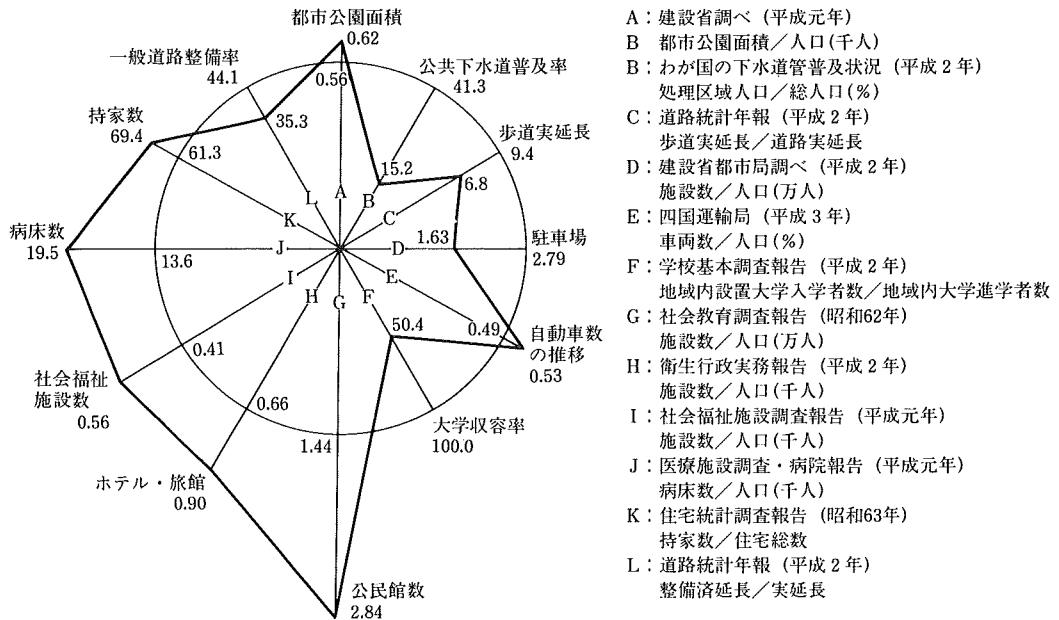 都市公園面積
0.62
一般道路整備率
44.1
0.56
公共下水道普及率
41.3
持家数
69.4
35.3
歩道実延長
9.4
61.3
15.2
6.8
A
L
B
K
C
病床数
19.5
13.6
J
D
1.63
駐車場
2.79
I
E
H
G
F
0.41
50.4
0.49
自動車数
の推移
0.53
社会福祉
施設数
0.56
0.66
1.44
大学収容率
100.0
ホテル・旅館
0.90
公民館数
2.84
A:建設省調べ(平成元年)
B 都市公園面積/人口(千人)
B:わが国の下水道管普及状況(平成2年)
処理区域人口/総人口(%)
C:道路統計年報(平成2年)
歩道実延長/道路実延長
D:建設省都市局調べ(平成2年)
施設数/人口(万人)
E:四国運輸局(平成3年)
車両数/人口(%)
F:学校基本調査報告(平成2年)
地域内設置大学入学者数/地域内大学進学者数
G:社会教育調査報告(昭和62年)
施設数/人口(万人)
H:衛生行政実務報告(平成2年)
施設数/人口(千人)
I:社会福祉施設調査報告(平成元年)
施設数/人口(千人)
J:医療施設調査・病院報告(平成元年)
病床数/人口(千人)
K:住宅統計調査報告(昭和63年)
持家数/住宅総数
L:道路統計年報(平成2年)
整備済延長/実延長